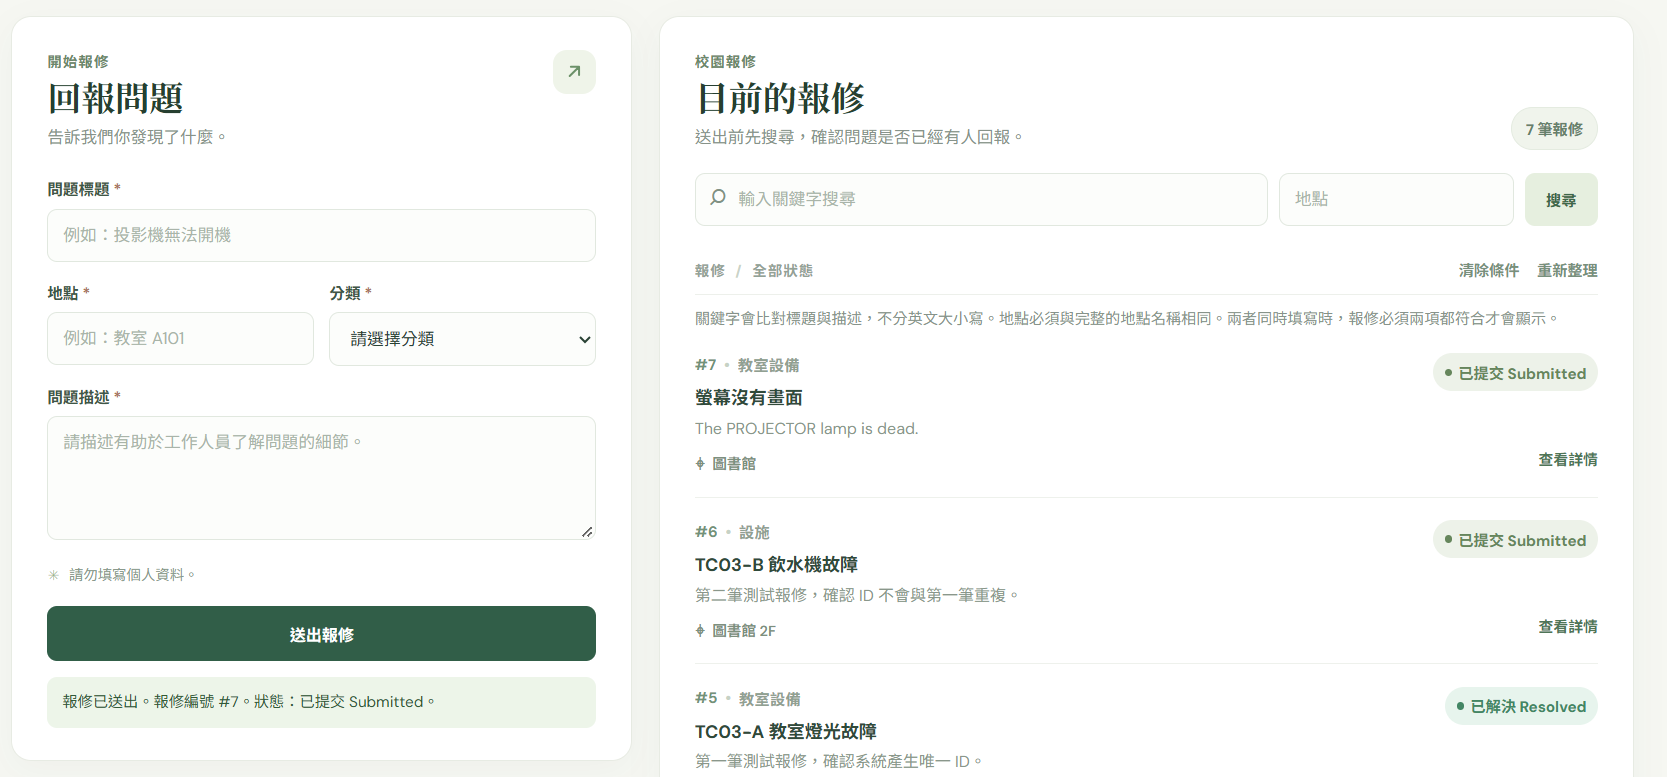 開始報修
回報問題
告訴我們你發現了什麼。
問題標題 *
例如：投影機無法開機
地點 *
分類 *
例如：教室 A101
請選擇分類
問題描述 *
請描述有助於工作人員了解問題的細節。
✳ 請勿填寫個人資料。
送出報修
報修已送出。報修編號 #7。狀態：已提交 Submitted。
校園報修
目前的報修
送出前先搜尋，確認問題是否已經有人回報。
7 筆報修
輸入關鍵字搜尋
地點
搜尋
報修 / 全部狀態
清除條件 重新整理
關鍵字會比對標題與描述，不分英文大小寫。地點必須與完整的地點名稱相同。兩者同時填寫時，報修必須兩項都符合才會顯示。
#7 • 教室設備
已提交 Submitted
螢幕沒有畫面
The PROJECTOR lamp is dead.
圖書館
查看詳情
#6 • 設施
已提交 Submitted
TC03-B 飲水機故障
第二筆測試報修，確認 ID 不會與第一筆重複。
圖書館 2F
查看詳情
#5 • 教室設備
已解決 Resolved
TC03-A 教室燈光故障
第一筆測試報修，確認系統產生唯一 ID。